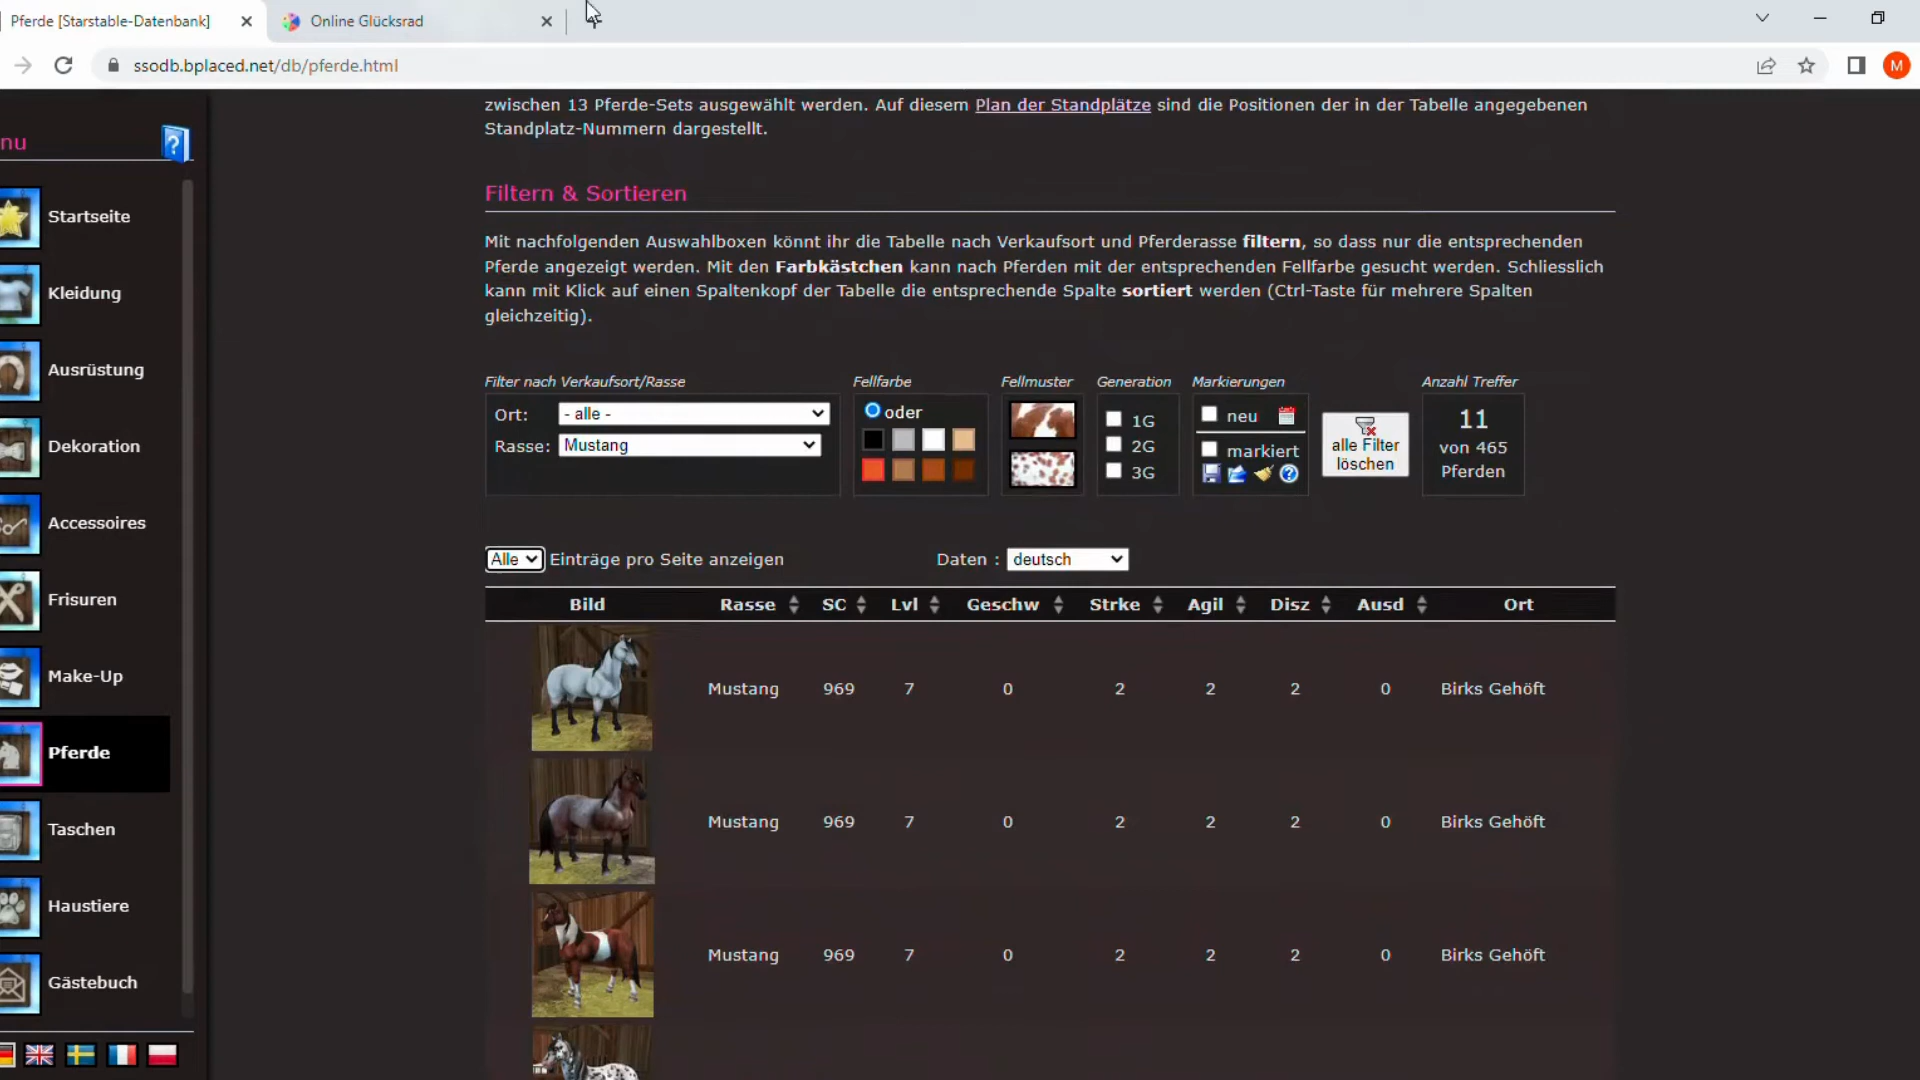 Pferde [Starstable-Datenbank]
Online Glücksrad
ssodb.bplaced.net/db/pferde.html
M
zwischen 13 Pferde-Sets ausgewählt werden. Auf diesem Plan der Standplätze sind die Positionen der in der Tabelle angegebenen
Standplatz-Nummern dargestellt.
nu
?
Startseite
Kleidung
Ausrüstung
Dekoration
Accessoires
Frisuren
Make-Up
Pferde
Taschen
Haustiere
Gästebuch
Filtern & Sortieren
Mit nachfolgenden Auswahlboxen könnt ihr die Tabelle nach Verkaufsort und Pferderasse filtern, so dass nur die entsprechenden
Pferde angezeigt werden. Mit den Farbkästchen kann nach Pferden mit der entsprechenden Fellfarbe gesucht werden. Schliesslich
kann mit Klick auf einen Spaltenkopf der Tabelle die entsprechende Spalte sortiert werden (Ctrl-Taste für mehrere Spalten
gleichzeitig).
Filter nach Verkaufsort/Rasse
Ort: - alle -
Rasse: Mustang
Fellfarbe
oder
Fellmuster
Generation
1G
2G
3G
Markierungen
neu
markiert
?
alle Filter
löschen
Anzahl Treffer
11
von 465
Pferden
Alle Einträge pro Seite anzeigen Daten : deutsch
Bild Rasse SC Lvl Geschw Strke Agil Disz Ausd Ort
Mustang 969 7 0 2 2 2 0 Birks Gehöft
Mustang 969 7 0 2 2 2 0 Birks Gehöft
Mustang 969 7 0 2 2 2 0 Birks Gehöft